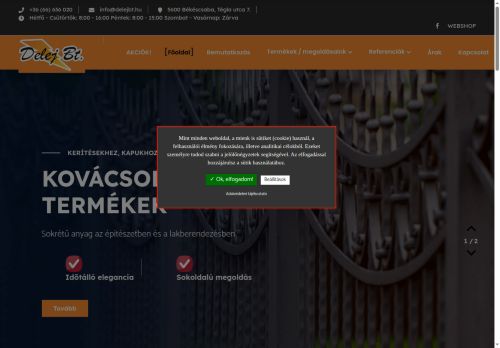 +36 (66) 636 020 info@delejbt.hu 5600 Békéscsaba, Téglа utca 7.
Hétfő - Csütörtök: 8:00 - 16:00 Péntek: 8:00 - 15:00 Szombat - Vasárnap: Zárva
WEBSHOP
Delej Bt.
AKCIÓK!
[Főoldal]
Bemutatkozás
Termékek / megoldásaink
Referenciák
Árak
Kapcsolat
KERÍTÉSEKHEZ, KAPUKHOZ
KOVÁCSOL
TERMÉKEK
Sokrétű anyag az építészetben és a lakberendezésben
Időtálló elegancia
Sokoldalú megoldás
Tovább
1 / 2
Mint minden weboldal, a miénk is sütiket (cookie) használ, a
felhasználói élmény fokozására, illetve analitikai célokból. Ezeket
személyre tudod szabni a jelölőnégyzetek segítségével. Az elfogadással
hozzájárulsz a sütik használatához.
✓ Ok, elfogadom!
Beállítások
Adatvédelmi tájékoztató